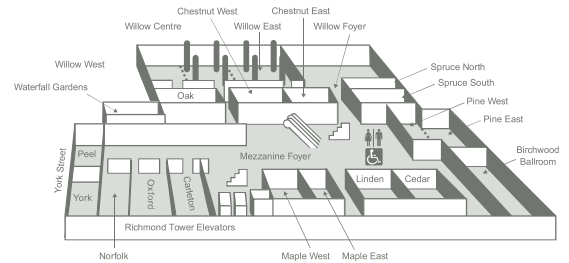 Chestnut West
Chestnut East
Willow Centre
Willow East
Willow Foyer
Willow West
Spruce North
Spruce South
Waterfall Gardens
Oak
Pine West
Pine East
Peel
Mezzanine Foyer
Birchwood
Ballroom
York Street
Linden
Cedar
York
Oxford
Carleton
Richmond Tower Elevators
Norfolk
Maple West
Maple East